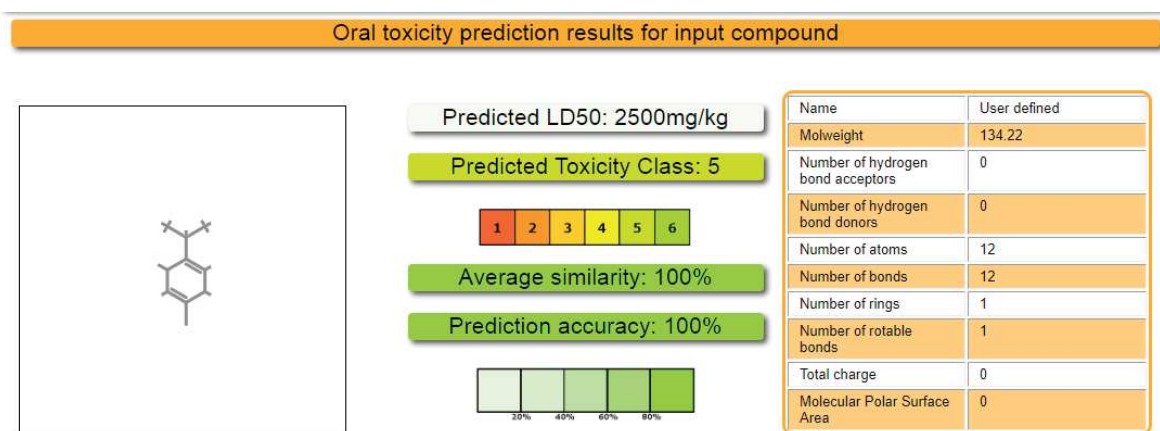 Oral toxicity prediction results for input compound
Predicted LD50: 2500mg/kg
Predicted Toxicity Class: 5
1 2 3 4 5 6
Average similarity: 100%
Prediction accuracy: 100%
20% 40% 60% 80%
Name User defined
Molweight 134.22
Number of hydrogen 0
bond acceptors
Number of hydrogen 0
bond donors
Number of atoms 12
Number of bonds 12
Number of rings 1
Number of rotable 1
bonds
Total charge 0
Molecular Polar Surface 0
Area